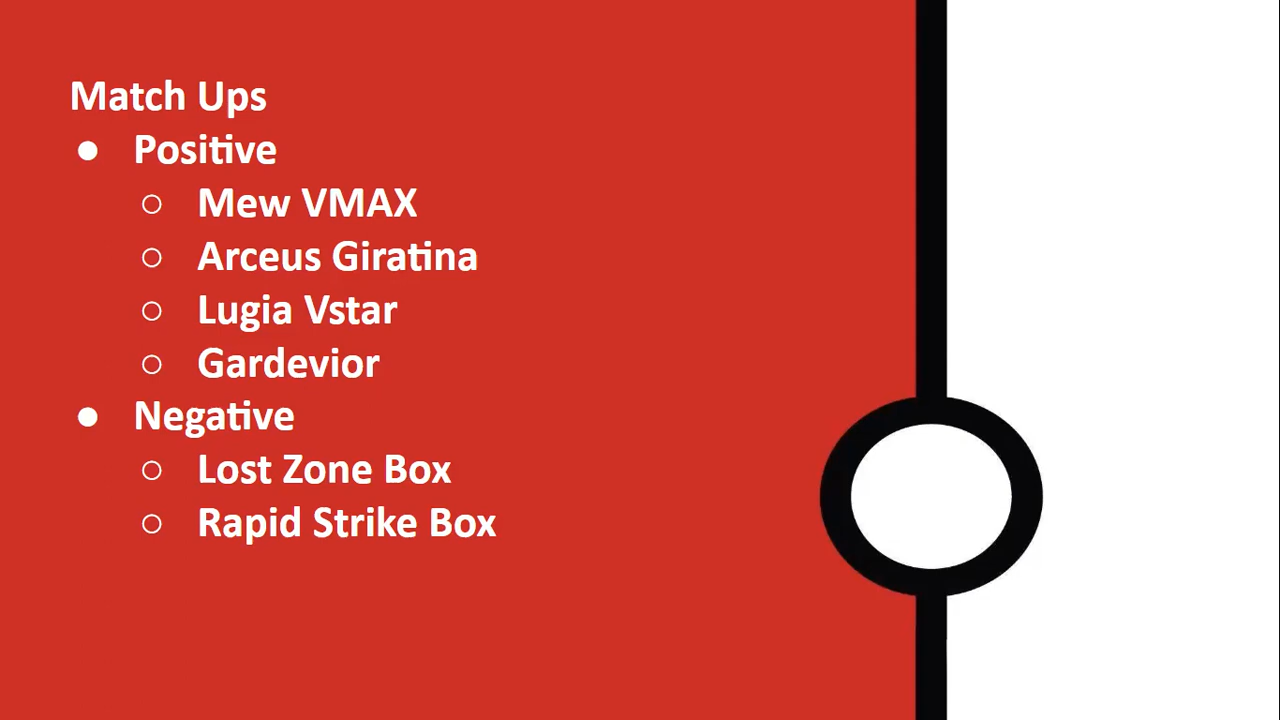 Match Ups
● Positive
○ Mew VMAX
○ Arceus Giratina
○ Lugia Vstar
○ Gardevior
● Negative
○ Lost Zone Box
○ Rapid Strike Box